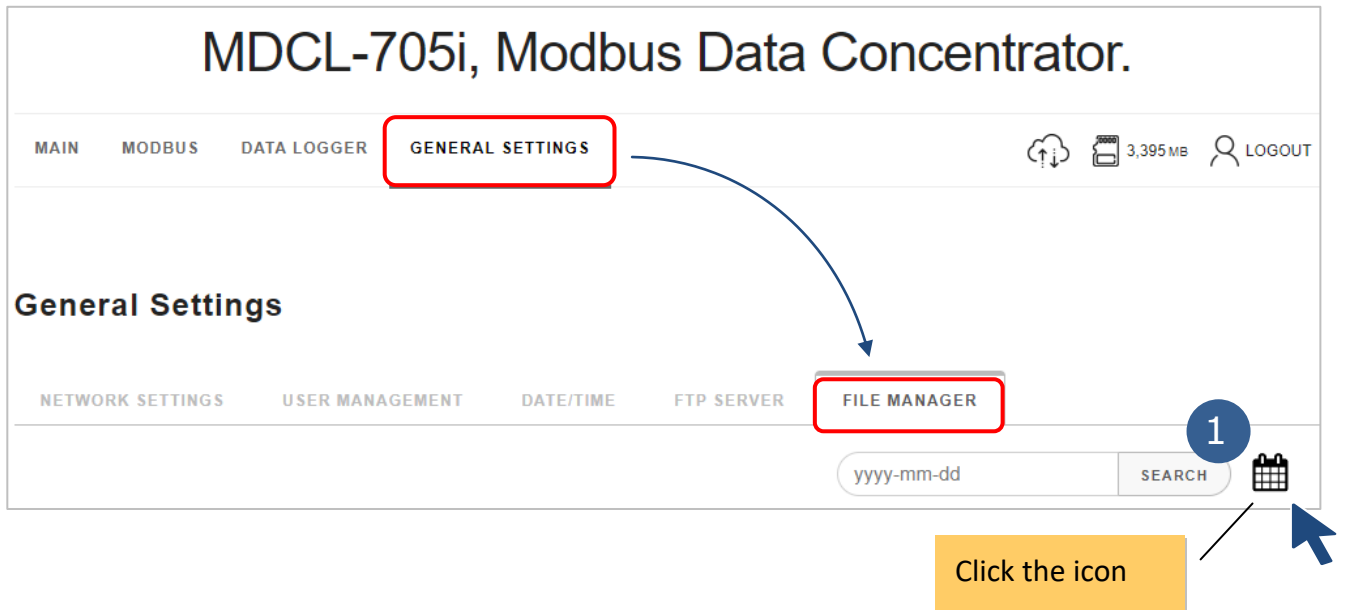 MDCL-705i, Modbus Data Concentrator.
MAIN MODBUS DATA LOGGER GENERAL SETTINGS 3,395 MB LOGOUT
General Settings
NETWORK SETTINGS USER MANAGEMENT DATE/TIME FTP SERVER FILE MANAGER
1
yyyy-mm-dd SEARCH
Click the icon